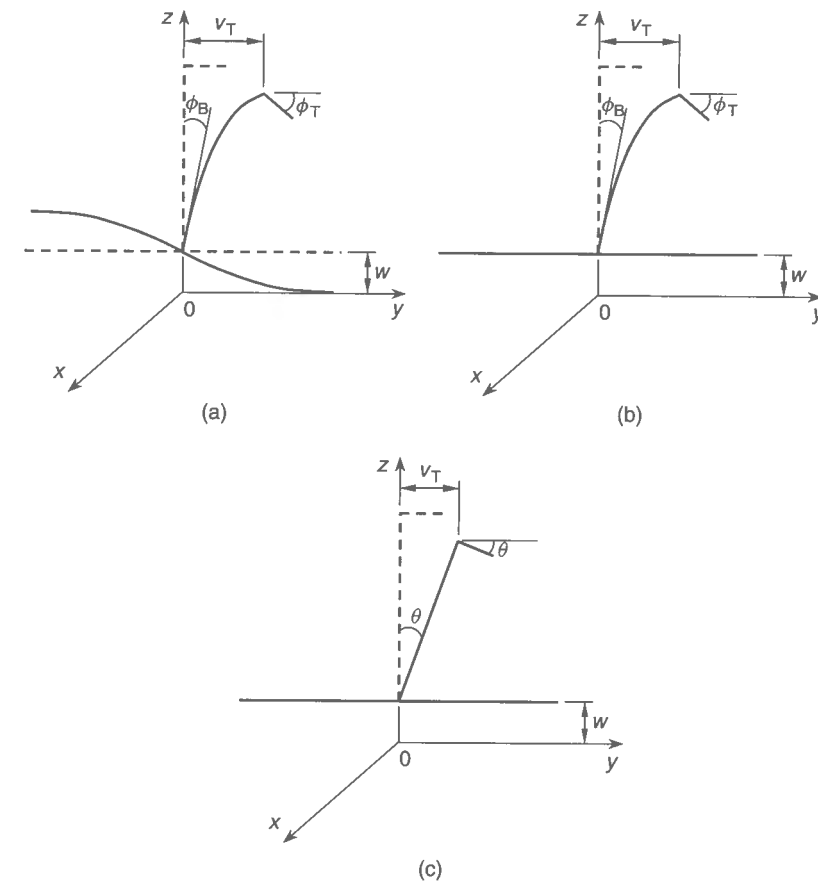 z
v_T
ϕ_B
ϕ_T
w
0
y
x
(a)
z
v_T
ϕ_B
ϕ_T
w
0
y
x
(b)
z
v_T
θ
θ
w
0
y
x
(c)